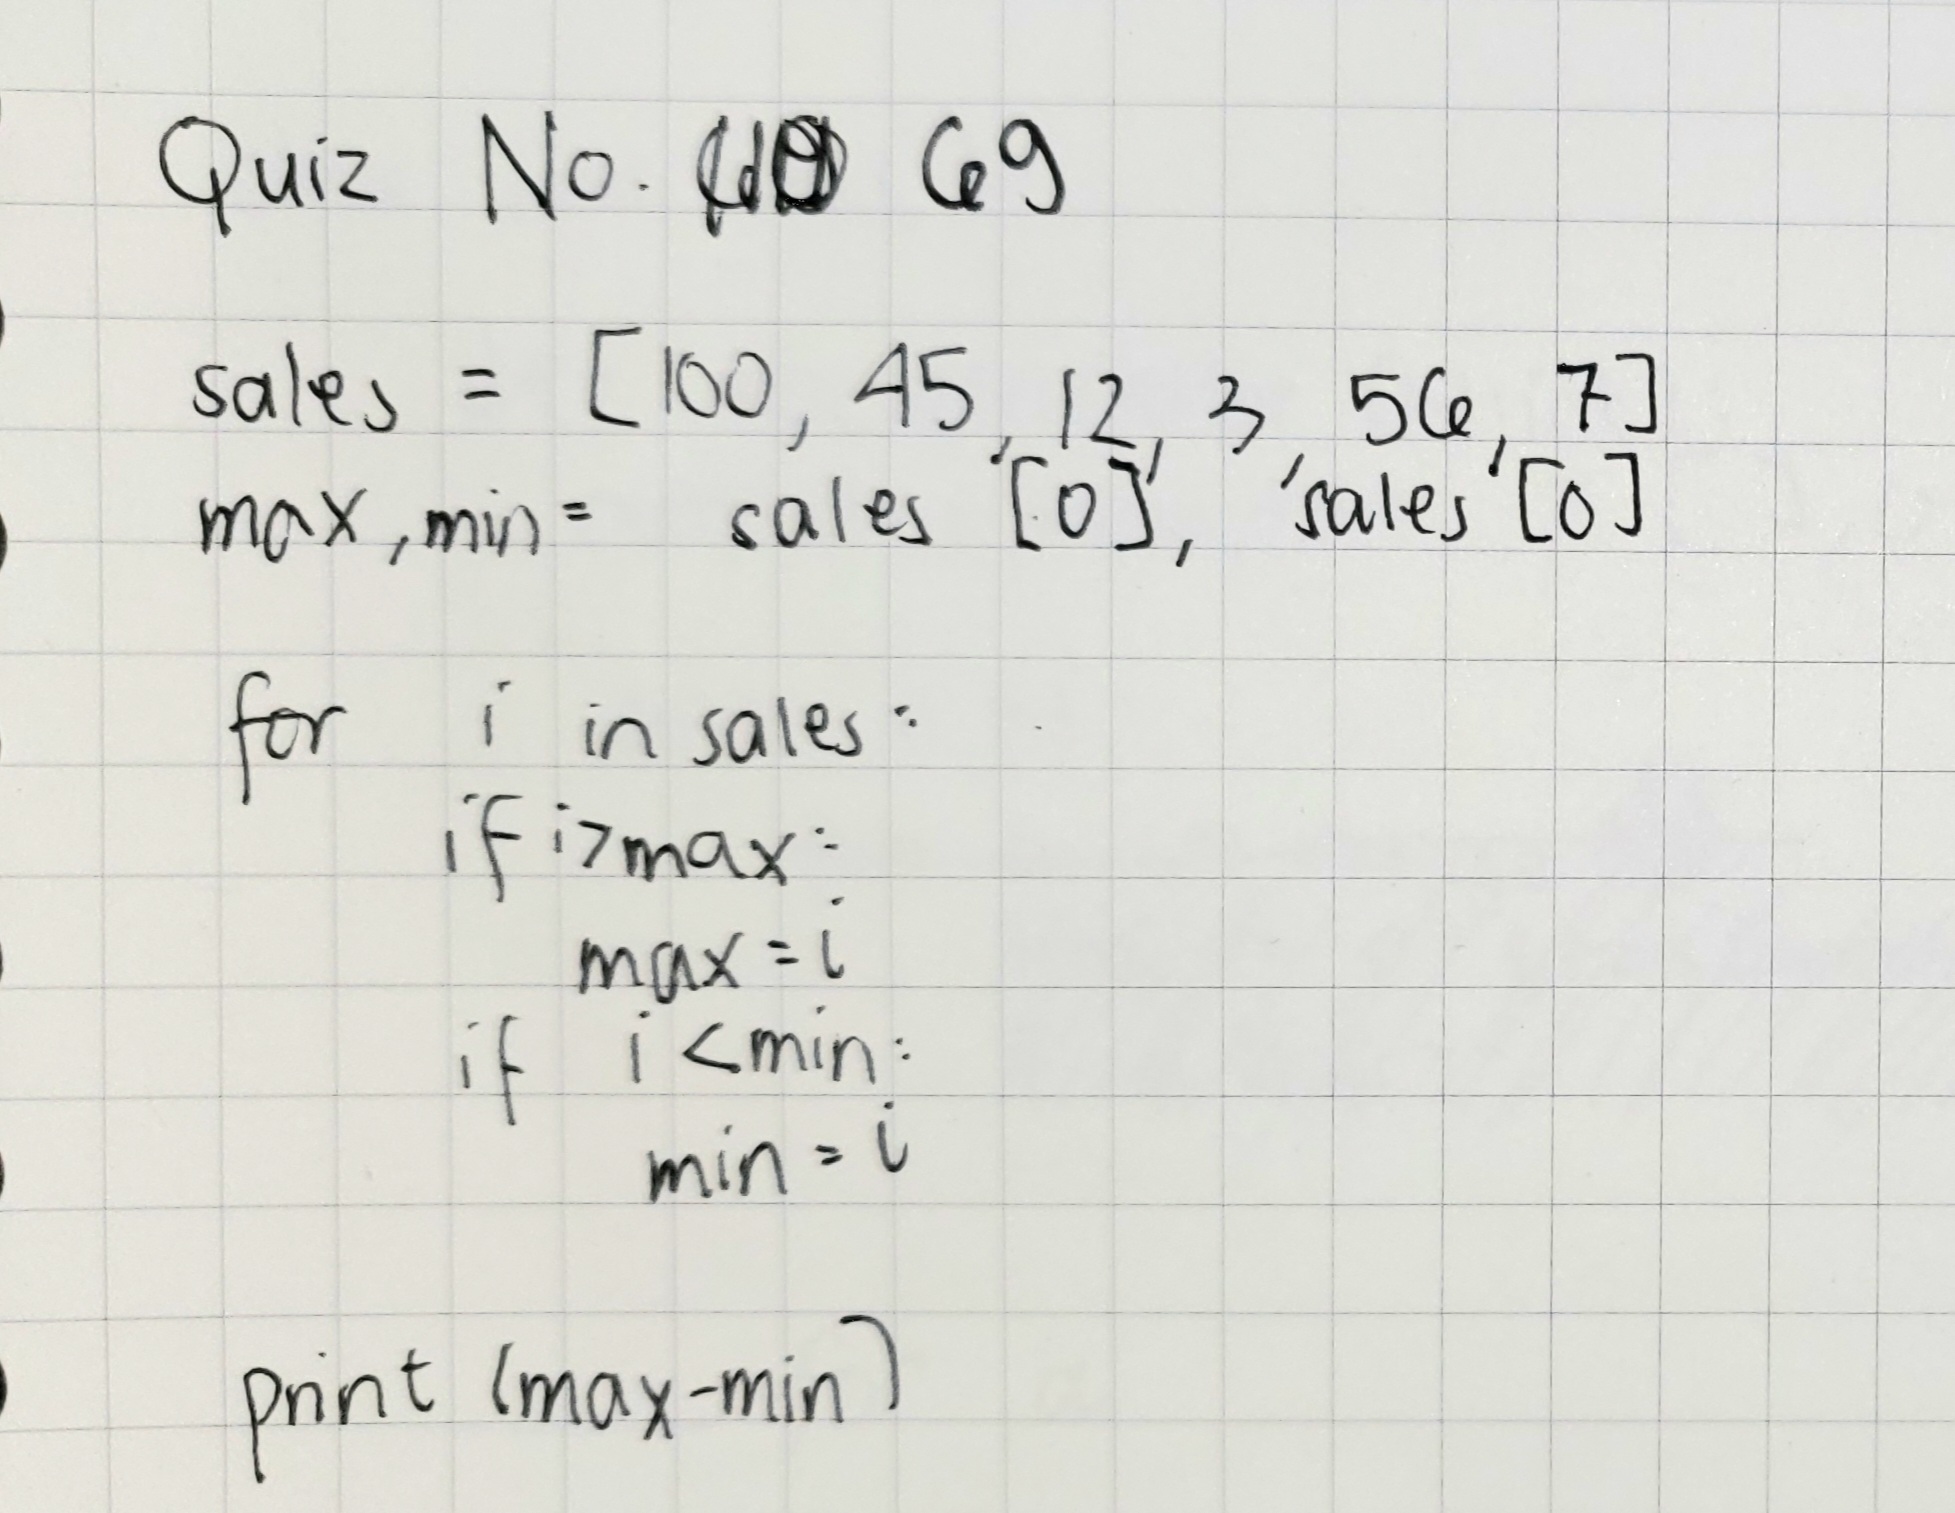 Quiz No. 69
sales = [100, 45, 12, 3, 56, 7]
max, min = sales [0], sales [0]
for i in sales:
if i>max:
max = i
if i <min:
min = i
print (max-min)